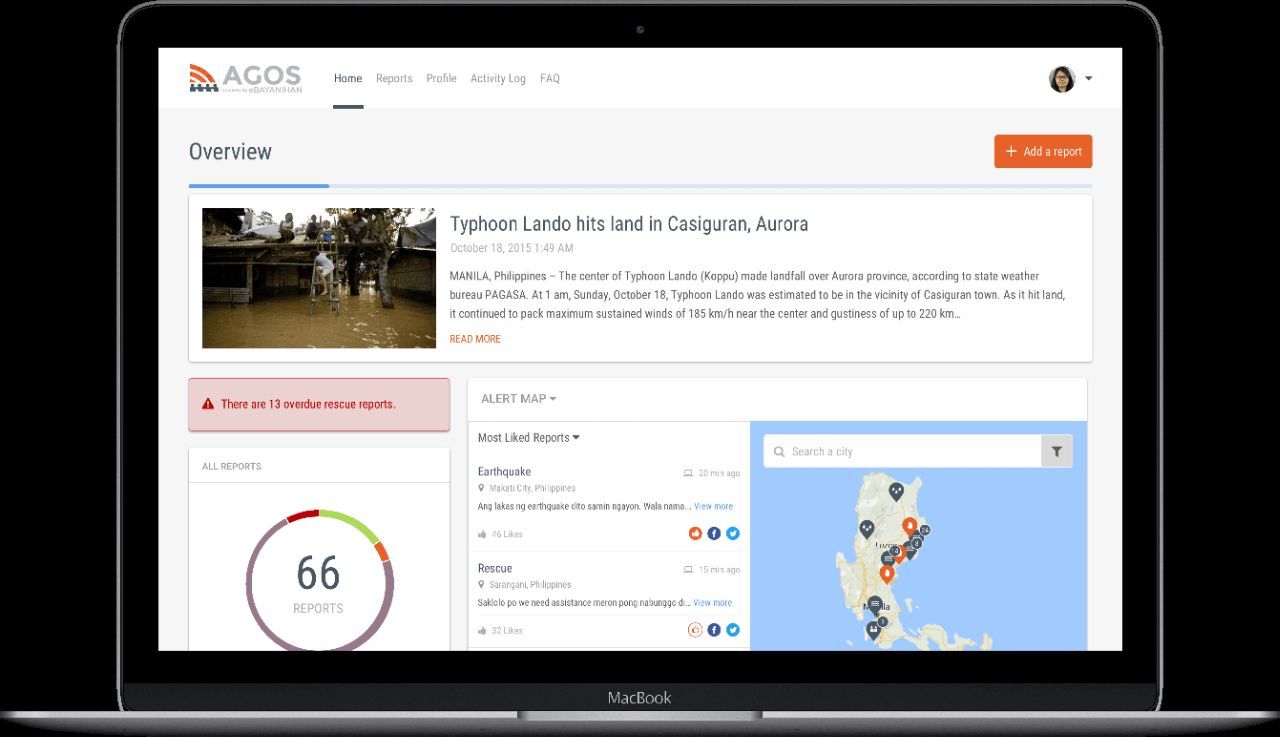 AGOS
eBAYANIHAN
Home
Reports
Profile
Activity Log
FAQ
Overview
+ Add a report
Typhoon Lando hits land in Casiguran, Aurora
October 18, 2015 1:49 AM
MANILA, Philippines – The center of Typhoon Lando (Koppu) made landfall over Aurora province, according to state weather
bureau PAGASA. At 1 am, Sunday, October 18, Typhoon Lando was estimated to be in the vicinity of Casiguran town. As it hit land,
it continued to pack maximum sustained winds of 185 km/h near the center and gustiness of up to 220 km…
READ MORE
There are 13 overdue rescue reports.
ALL REPORTS
66
REPORTS
ALERT MAP
Most Liked Reports
Earthquake
20 min ago
Makati City, Philippines
Ang lakas ng earthquake dito samin ngayon. Wala nama... View more
46 Likes
Rescue
15 min ago
Sarangani, Philippines
Saklolo po we need assistance meron pong nabunggo di... View more
32 Likes
Search a city
MacBook